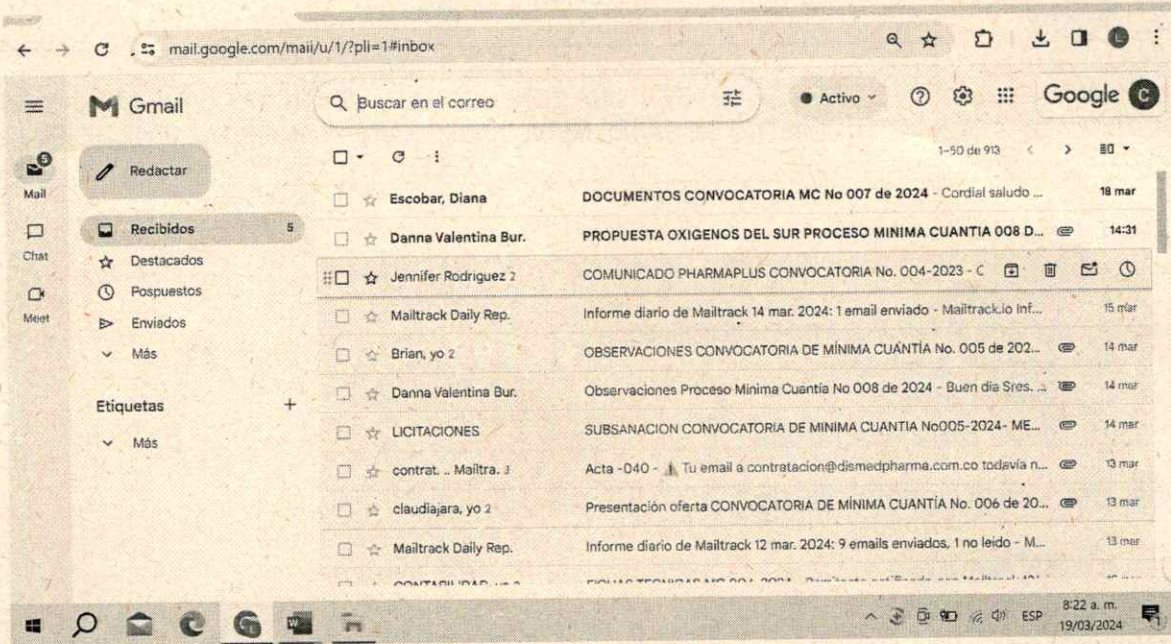 mail.google.com/mail/u/1/?pli=1#inbox
L
Gmail
Buscar en el correo
Activo
Google
C
5
Mail
Redactar
1–50 de 913
Recibidos 5
Escobar, Diana DOCUMENTOS CONVOCATORIA MC No 007 de 2024 - Cordial saludo ... 18 mar
Chat
Destacados
Danna Valentina Bur. PROPUESTA OXIGENOS DEL SUR PROCESO MINIMA CUANTIA 008 D... 14:31
Pospuestos
Jennifer Rodriguez 2 COMUNICADO PHARMAPLUS CONVOCATORIA No. 004-2023 - C
Meet
Enviados
Mailtrack Daily Rep. Informe diario de Mailtrack 14 mar. 2024: 1 email enviado - Mailtrack.io Inf... 15 mar
Más
Brian, yo 2 OBSERVACIONES CONVOCATORIA DE MÍNIMA CUANTÍA No. 005 de 202... 14 mar
Danna Valentina Bur. Observaciones Proceso Minima Cuantia No 008 de 2024 - Buen dia Sres. ... 14 mar
Etiquetas +
LICITACIONES SUBSANACION CONVOCATORIA DE MINIMA CUANTIA No005-2024- ME... 14 mar
Más
contrat. .. Mailtra. 3 Acta -040 - Tu email a contratacion@dismedpharma.com.co todavía n... 13 mar
claudiajara, yo 2 Presentación oferta CONVOCATORIA DE MÍNIMA CUANTÍA No. 006 de 20... 13 mar
Mailtrack Daily Rep. Informe diario de Mailtrack 12 mar. 2024: 9 emails enviados, 1 no leido - M... 13 mar
ESP
8:22 a. m.
19/03/2024